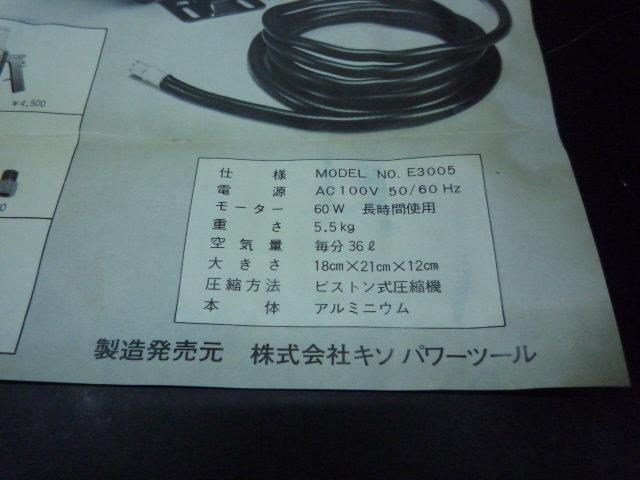 ¥4,500
仕様 MODEL NO. E3005
電源 AC100V 50/60Hz
モーター 60W 長時間使用
重さ 5.5kg
空気量 毎分36ℓ
大きさ 18cm×21cm×12cm
圧縮方法 ピストン式圧縮機
本体 アルミニウム
製造発売元 株式会社キソ パワーツール